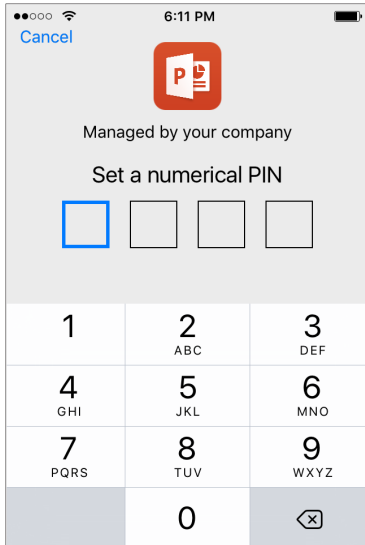 6:11 PM
Cancel
P
Managed by your company
Set a numerical PIN
1 2 3
ABC DEF
4 5 6
GHI JKL MNO
7 8 9
PQRS TUV WXYZ
0